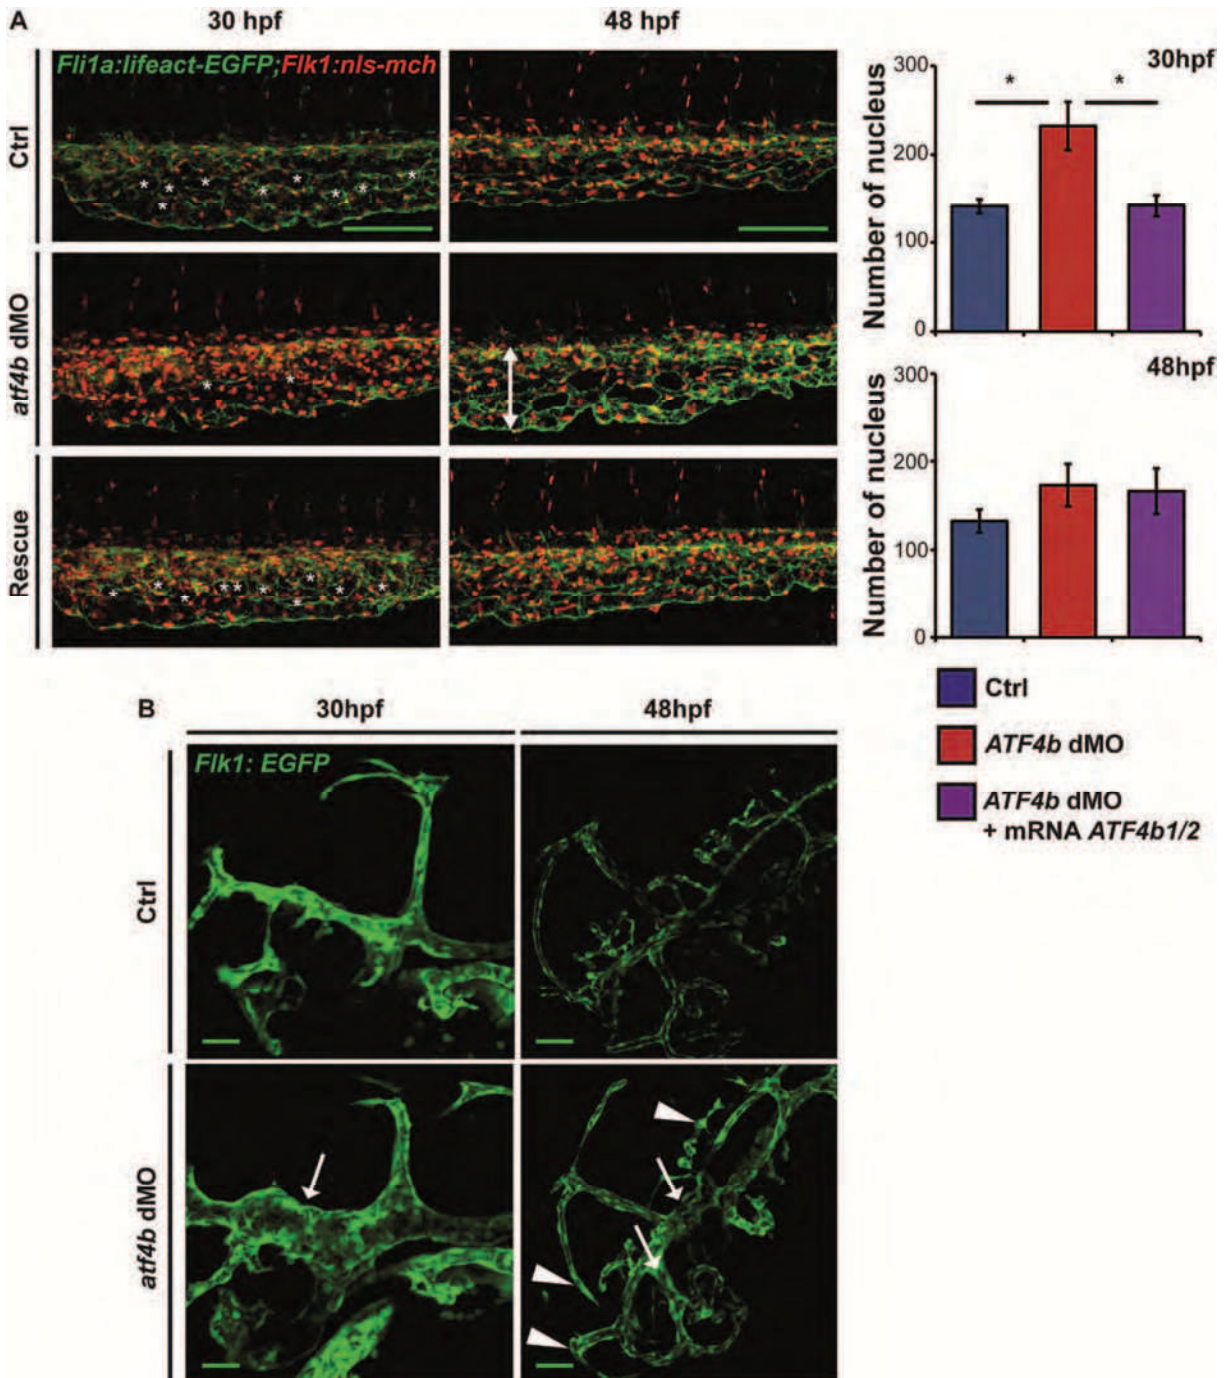 A
30 hpf
48 hpf
Fli1a:lifeact-EGFP;Flk1:nls-mch
Ctrl
* * * * * * * * *
atf4b dMO
* *
Rescue
* * * * * * * * * *
30hpf
Number of nucleus
300
200
100
0
* *
48hpf
Number of nucleus
300
200
100
0
Ctrl
ATF4b dMO
ATF4b dMO
+ mRNA ATF4b1/2
B
30hpf
48hpf
Flk1: EGFP
Ctrl
atf4b dMO